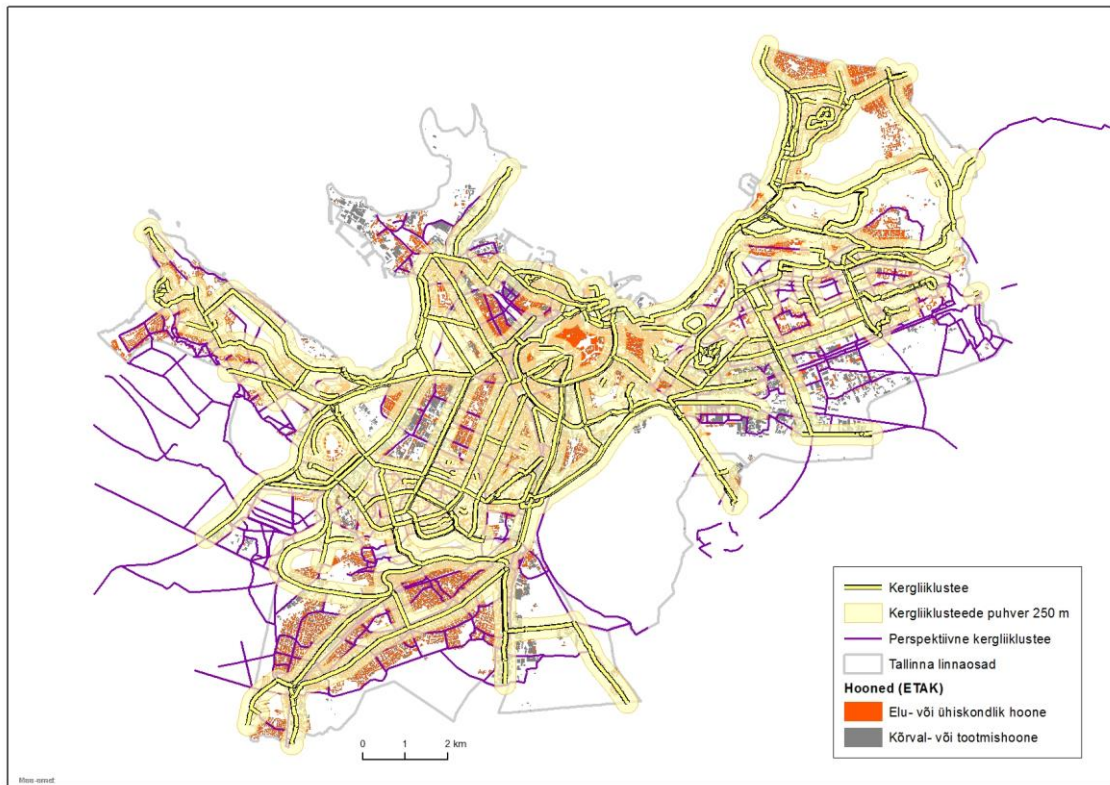 Kergliiklustee
Kergliiklusteede puhver 250 m
Perspektiivne kergliiklustee
Tallinna linnaosad
Hooned (ETAK)
Elu- või ühiskondlik hoone
Kõrval- või tootmishoone
0 1 2 km